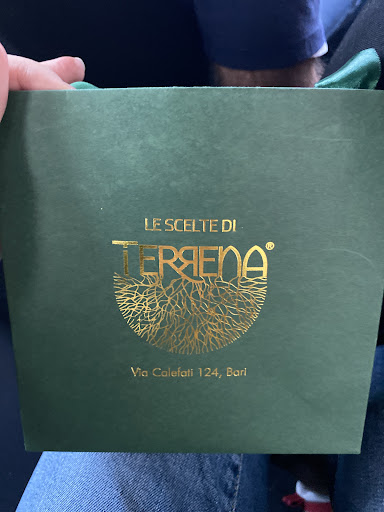 LE SCELTE DI
TERRENA®
Via Calefati 124, Bari